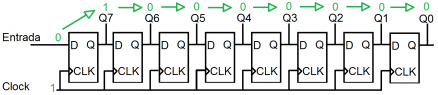 1 0 0 0 0 0 0 0
Q7 Q6 Q5 Q4 Q3 Q2 Q1 Q0
Entrada 0
D Q D Q D Q D Q D Q D Q D Q D Q
CLK CLK CLK CLK CLK CLK CLK CLK
Clock 1